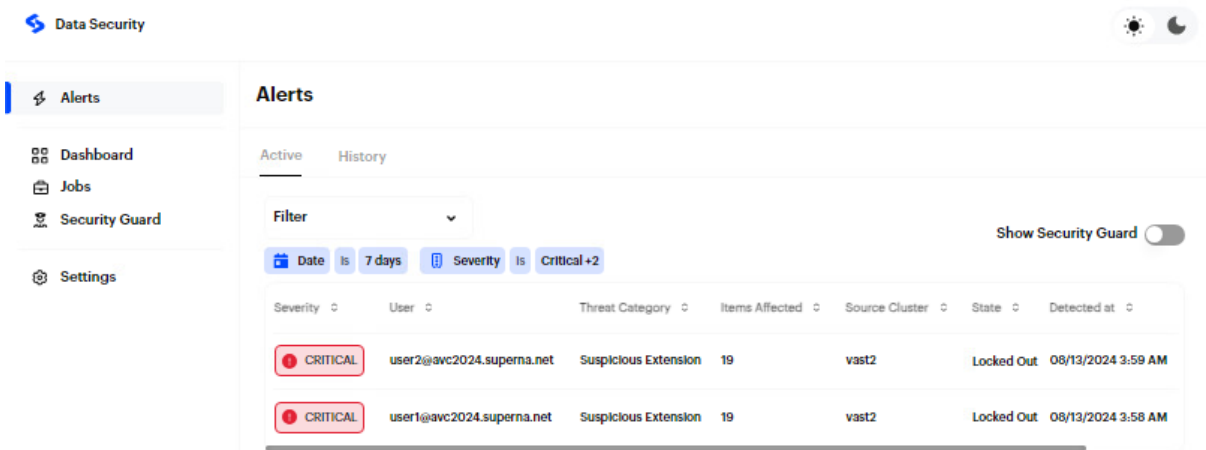 Data Security
Alerts
Dashboard
Jobs
Security Guard
Settings
Alerts
Active History
Filter
Show Security Guard
Date Is 7 days Severity Is Critical +2
Severity User Threat Category Items Affected Source Cluster State Detected at
CRITICAL user2@avc2024.superna.net Suspicious Extension 19 vast2 Locked Out 08/13/2024 3:59 AM
CRITICAL user1@avc2024.superna.net Suspicious Extension 19 vast2 Locked Out 08/13/2024 3:58 AM